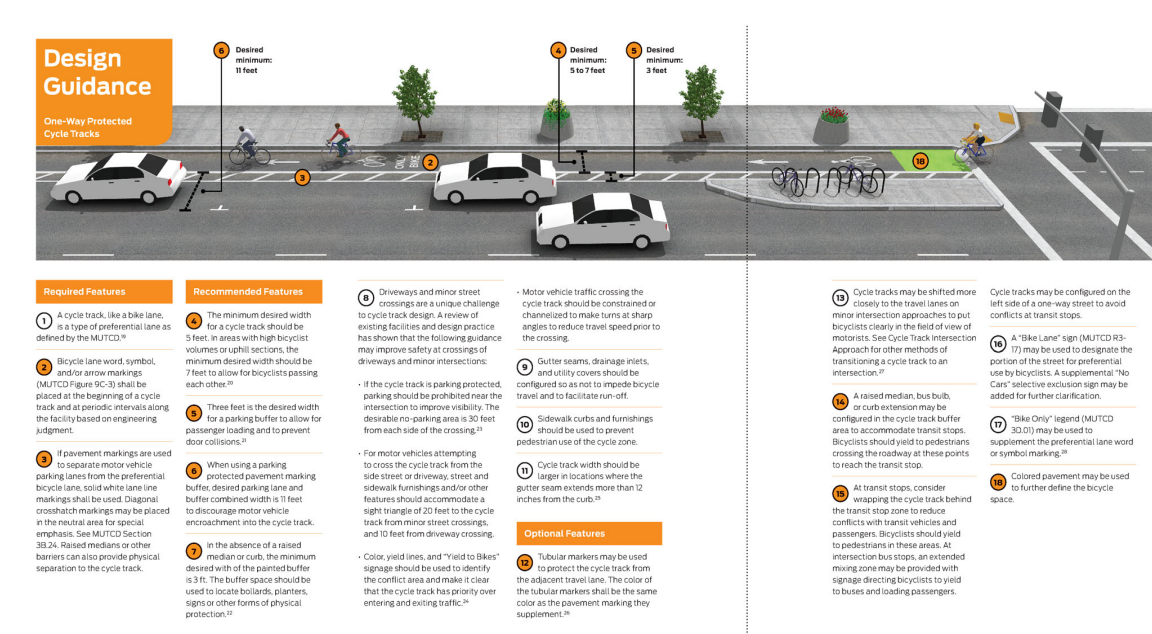 Design
Guidance
One-Way Protected
Cycle Tracks
6
Desired
minimum:
11 feet
4
Desired
minimum:
5 to 7 feet
5
Desired
minimum:
3 feet
3
ONLY
BIKE
2
18
Required Features
1 A cycle track, like a bike lane,
is a type of preferential lane as
defined by the MUTCD.19
2 Bicycle lane word, symbol,
and/or arrow markings
(MUTCD Figure 9C-3) shall be
placed at the beginning of a cycle
track and at periodic intervals along
the facility based on engineering
judgment.
3 If pavement markings are used
to separate motor vehicle
parking lanes from the preferential
bicycle lane, solid white lane line
markings shall be used. Diagonal
crosshatch markings may be placed
in the neutral area for special
emphasis. See MUTCD Section
3B.24. Raised medians or other
barriers can also provide physical
separation to the cycle track.
Recommended Features
4 The minimum desired width
for a cycle track should be
5 feet. In areas with high bicyclist
volumes or uphill sections, the
minimum desired width should be
7 feet to allow for bicyclists passing
each other.20
5 Three feet is the desired width
for a parking buffer to allow for
passenger loading and to prevent
door collisions.21
6 When using a parking
protected pavement marking
buffer, desired parking lane and
buffer combined width is 11 feet
to discourage motor vehicle
encroachment into the cycle track.
7 In the absence of a raised
median or curb, the minimum
desired with of the painted buffer
is 3 ft. The buffer space should be
used to locate bollards, planters,
signs or other forms of physical
protection.22
8 Driveways and minor street
crossings are a unique challenge
to cycle track design. A review of
existing facilities and design practice
has shown that the following guidance
may improve safety at crossings of
driveways and minor intersections:
• If the cycle track is parking protected,
parking should be prohibited near the
intersection to improve visibility. The
desirable no-parking area is 30 feet
from each side of the crossing.23
• For motor vehicles attempting
to cross the cycle track from the
side street or driveway, street and
sidewalk furnishings and/or other
features should accommodate a
sight triangle of 20 feet to the cycle
track from minor street crossings,
and 10 feet from driveway crossing.
• Color, yield lines, and “Yield to Bikes”
signage should be used to identify
the conflict area and make it clear
that the cycle track has priority over
entering and exiting traffic.24
• Motor vehicle traffic crossing the
cycle track should be constrained or
channelized to make turns at sharp
angles to reduce travel speed prior to
the crossing.
9 Gutter seams, drainage inlets,
and utility covers should be
configured so as not to impede bicycle
travel and to facilitate run-off.
10 Sidewalk curbs and furnishings
should be used to prevent
pedestrian use of the cycle zone.
11 Cycle track width should be
larger in locations where the
gutter seam extends more than 12
inches from the curb.25
Optional Features
12 Tubular markers may be used
to protect the cycle track from
the adjacent travel lane. The color of
the tubular markers shall be the same
color as the pavement marking they
supplement.26
13 Cycle tracks may be shifted more
closely to the travel lanes on
minor intersection approaches to put
bicyclists clearly in the field of view of
motorists. See Cycle Track Intersection
Approach for other methods of
transitioning a cycle track to an
intersection.27
14 A raised median, bus bulb,
or curb extension may be
configured in the cycle track buffer
area to accommodate transit stops.
Bicyclists should yield to pedestrians
crossing the roadway at these points
to reach the transit stop.
15 At transit stops, consider
wrapping the cycle track behind
the transit stop zone to reduce
conflicts with transit vehicles and
passengers. Bicyclists should yield
to pedestrians in these areas. At
intersection bus stops, an extended
mixing zone may be provided with
signage directing bicyclists to yield
to buses and loading passengers.
Cycle tracks may be configured on the
left side of a one-way street to avoid
conflicts at transit stops.
16 A “Bike Lane” sign (MUTCD R3-
17) may be used to designate the
portion of the street for preferential
use by bicyclists. A supplemental “No
Cars” selective exclusion sign may be
added for further clarification.
17 “Bike Only” legend (MUTCD
3D.01) may be used to
supplement the preferential lane word
or symbol marking.28
18 Colored pavement may be used
to further define the bicycle
space.